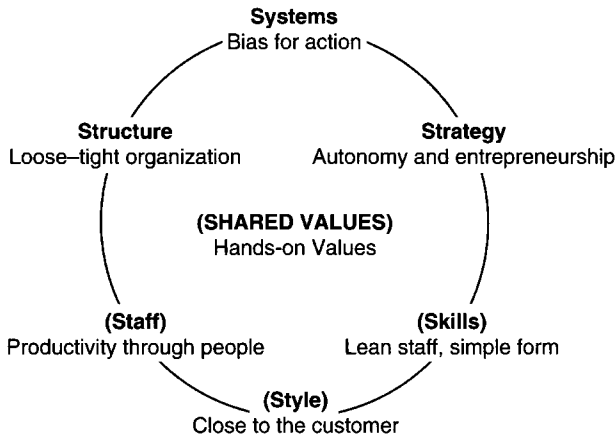 Systems
Bias for action
Structure
Loose–tight organization
Strategy
Autonomy and entrepreneurship
(SHARED VALUES)
Hands-on Values
(Staff)
Productivity through people
(Skills)
Lean staff, simple form
(Style)
Close to the customer